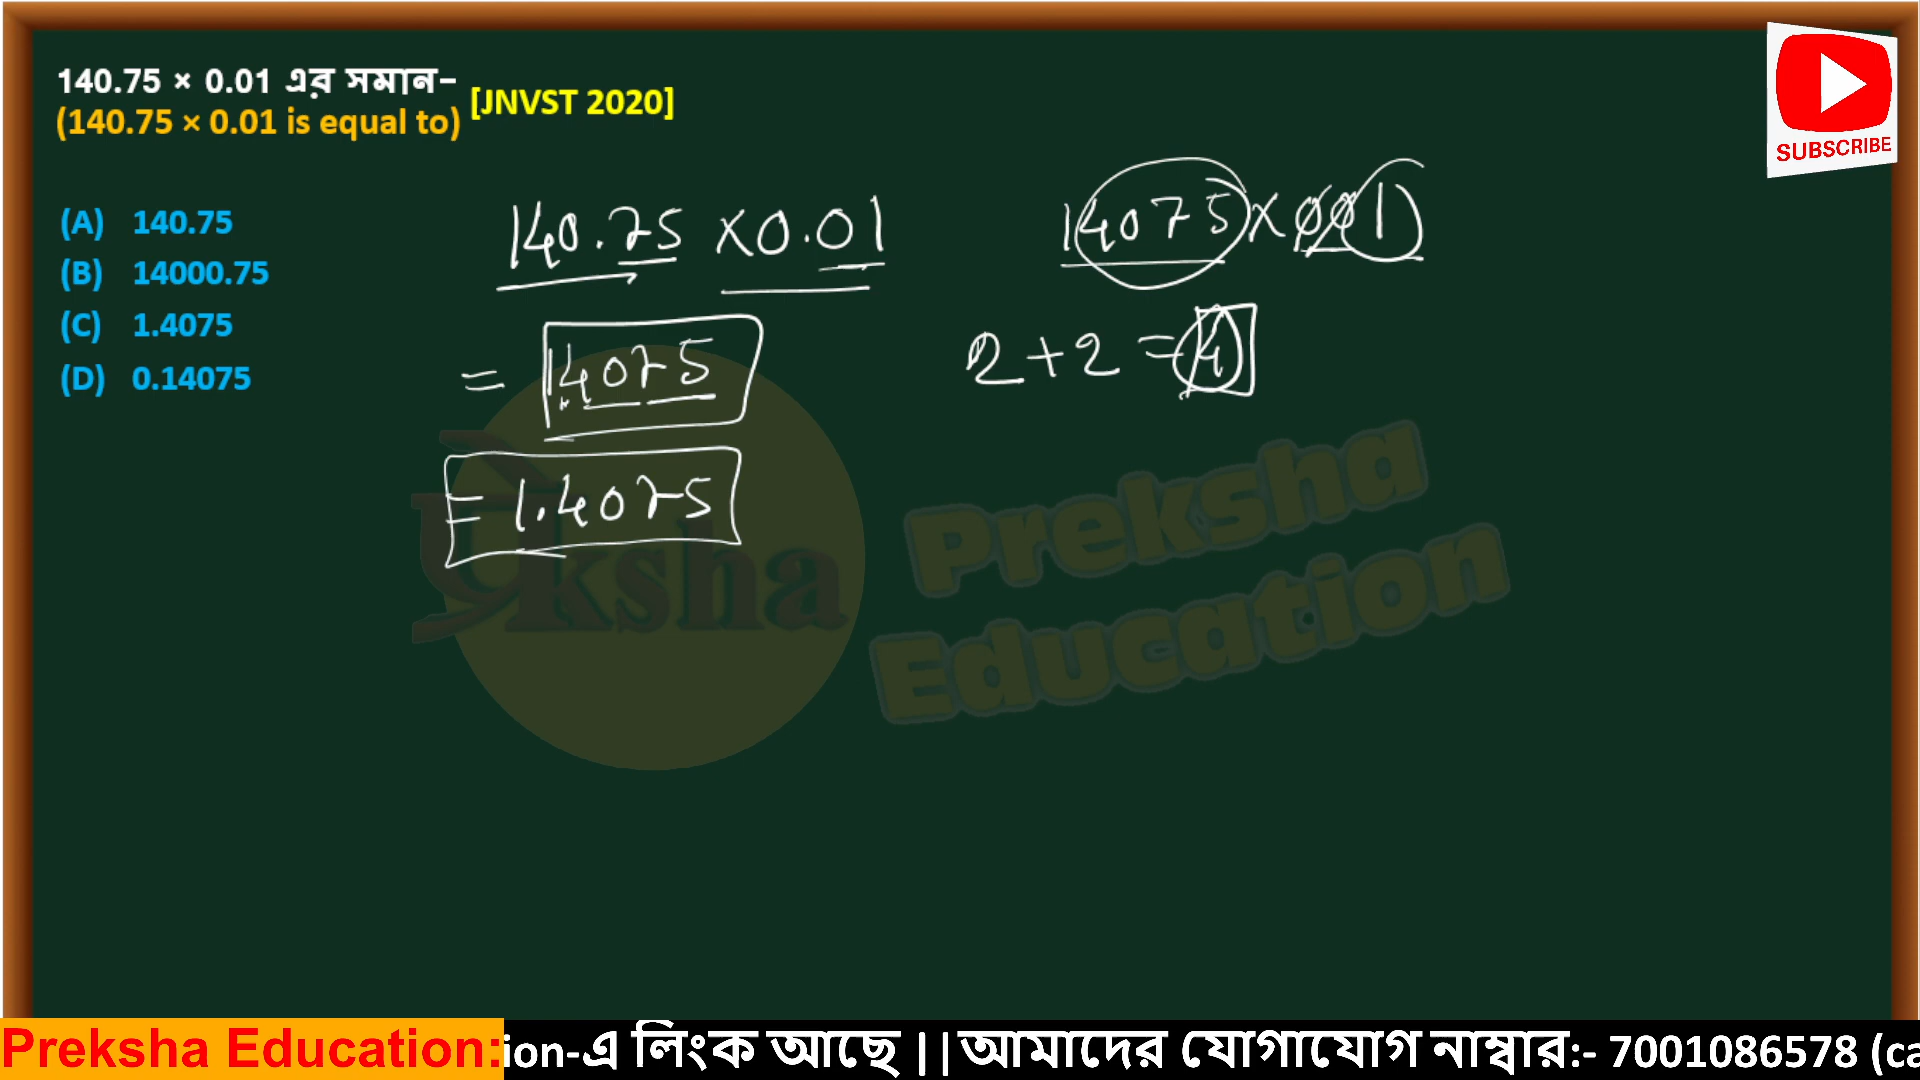 140.75 × 0.01 এর সমান–
(140.75 × 0.01 is equal to)
[JNVST 2020]
SUBSCRIBE
(A) 140.75
(B) 14000.75
(C) 1.4075
(D) 0.14075
140.75 × 0.01
14075 × 001
= 14075
2 + 2 = 4
= 1.4075
प्रेksha
Preksha
Education
Preksha Education: ion-এ লিংক আছে || আমাদের যোগাযোগ নাম্বার:- 7001086578 (ca